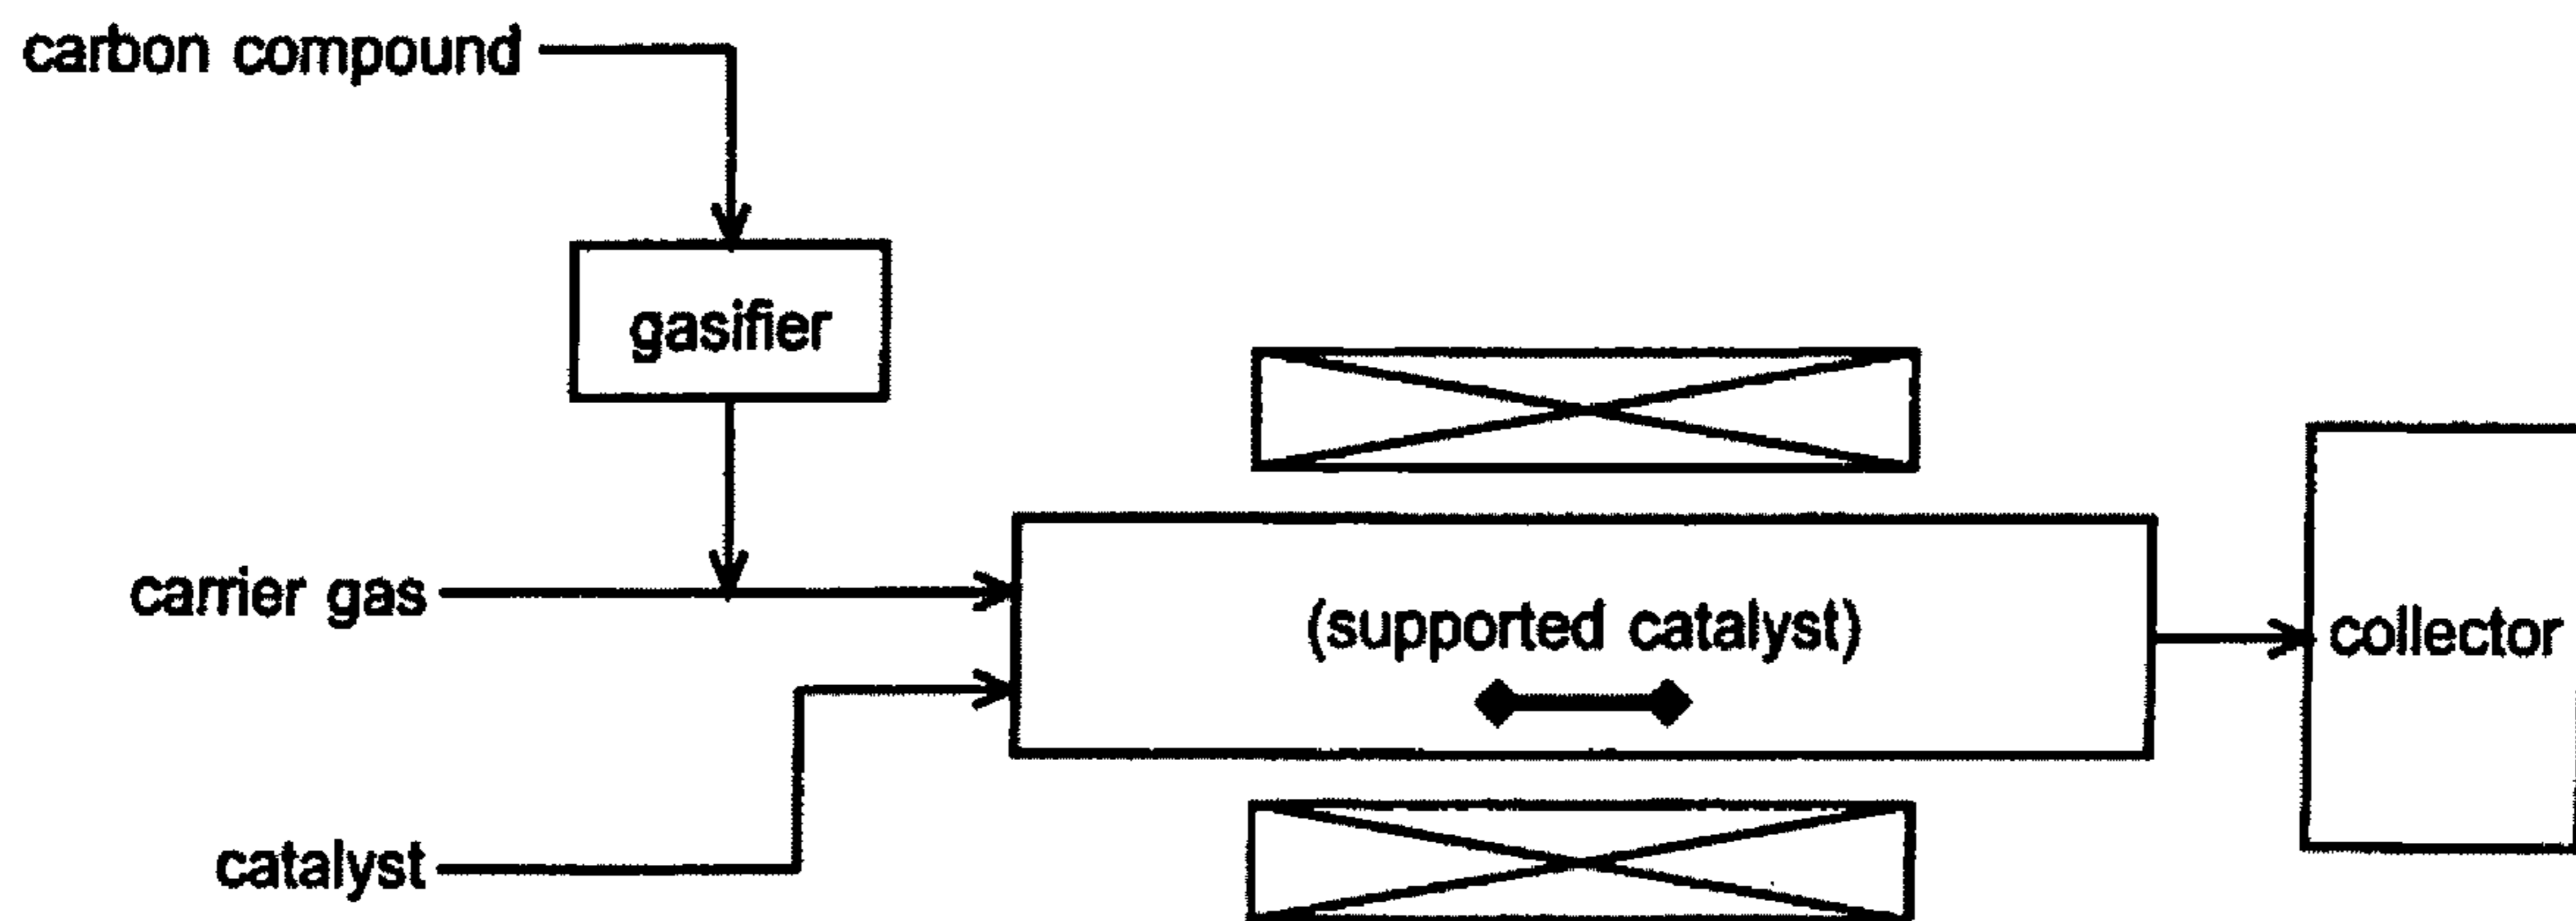 carbon compound
gasifier
carrier gas
(supported catalyst)
collector
catalyst